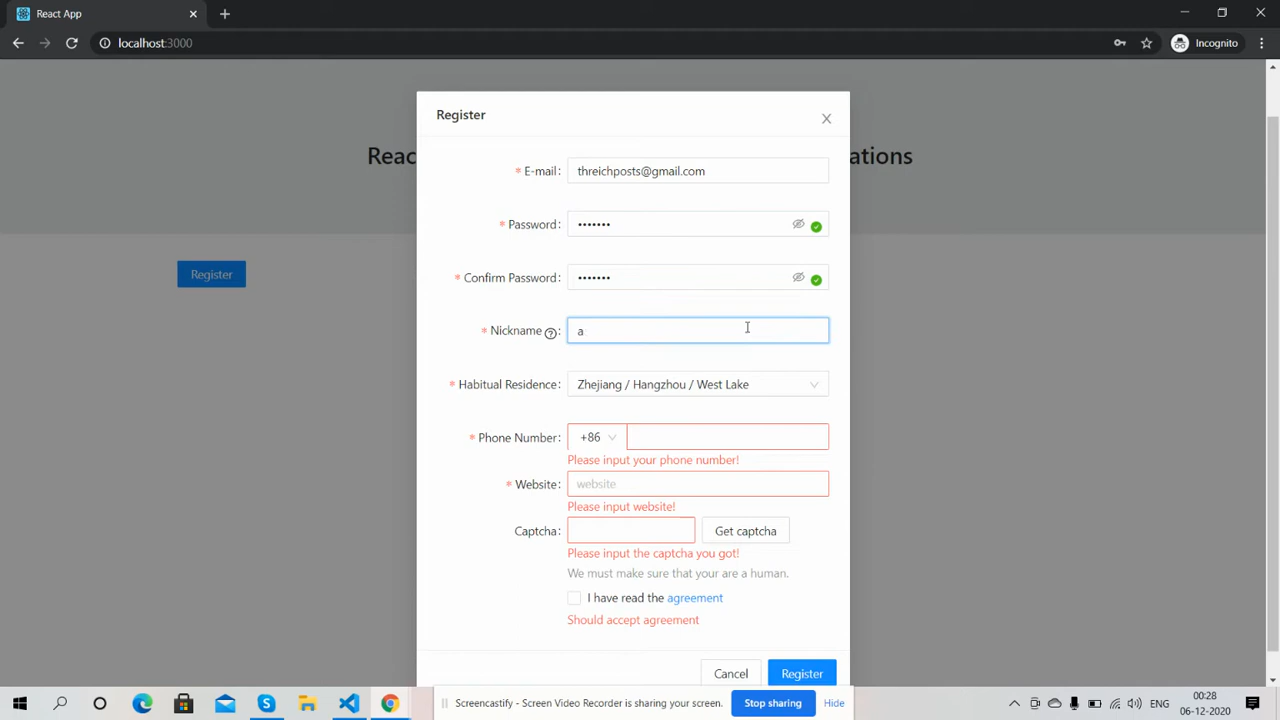 React App
localhost:3000
Incognito
Register
Reac
ations
* E-mail: threichposts@gmail.com
* Password: •••••••
* Confirm Password: •••••••
Register
* Nickname : a
* Habitual Residence: Zhejiang / Hangzhou / West Lake
* Phone Number: +86
Please input your phone number!
* Website: website
Please input website!
Captcha: Get captcha
Please input the captcha you got!
We must make sure that your are a human.
I have read the agreement
Should accept agreement
Cancel Register
Screencastify - Screen Video Recorder is sharing your screen. Stop sharing Hide
ENG
00:28
06-12-2020